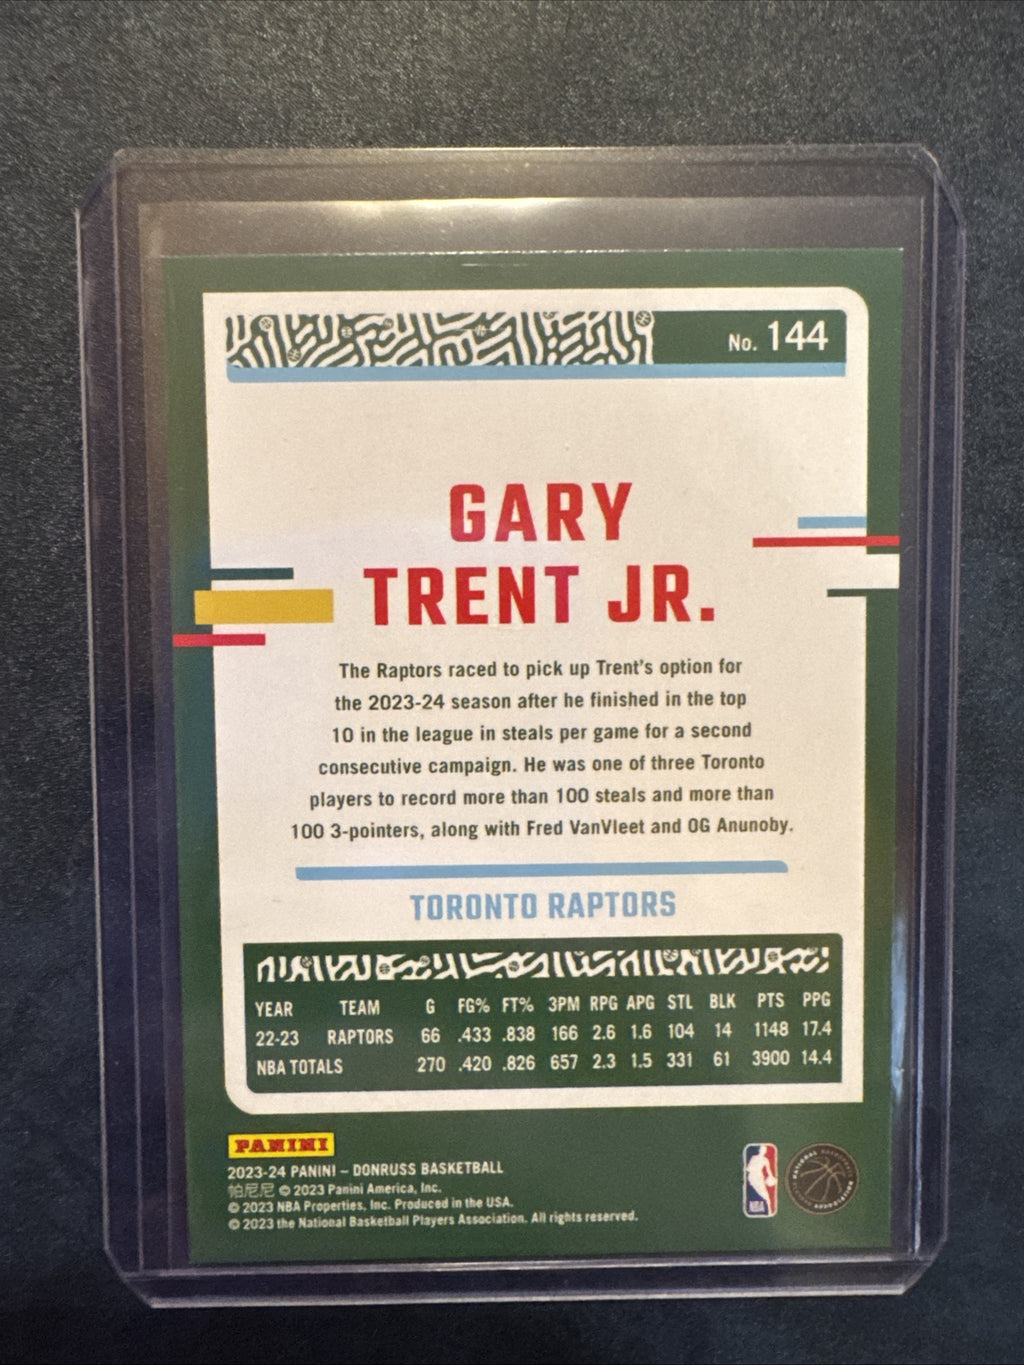 No. 144
GARY
TRENT JR.
The Raptors raced to pick up Trent's option for
the 2023-24 season after he finished in the top
10 in the league in steals per game for a second
consecutive campaign. He was one of three Toronto
players to record more than 100 steals and more than
100 3-pointers, along with Fred VanVleet and OG Anunoby.
TORONTO RAPTORS
YEAR TEAM G FG% FT% 3PM RPG APG STL BLK PTS PPG
22-23 RAPTORS 66 .433 .838 166 2.6 1.6 104 14 1148 17.4
NBA TOTALS 270 .420 .826 657 2.3 1.5 331 61 3900 14.4
PANINI
2023-24 PANINI – DONRUSS BASKETBALL
帕尼尼 © 2023 Panini America, Inc.
© 2023 NBA Properties, Inc. Produced in the USA.
© 2023 the National Basketball Players Association. All rights reserved.
NBA
NATIONAL BASKETBALL PLAYERS ASSOCIATION